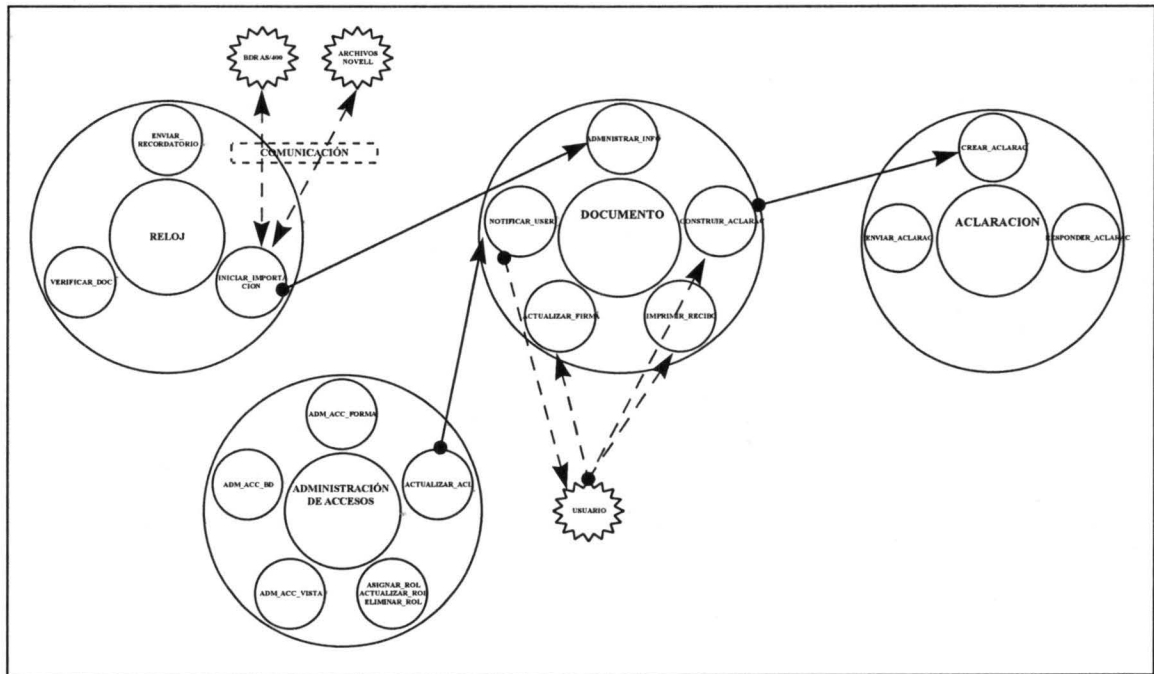 BDR AS/400
ARCHIVOS
NOVELL
COMUNICACIÓN
ENVIAR_
RECORDATORIO
RELOJ
VERIFICAR_DOC
INICIAR_IMPORTA
CION
ADMINISTRAR_INFO
NOTIFICAR_USER
DOCUMENTO
CONSTRUIR_ACLARAC
ACTUALIZAR_FIRMA
IMPRIMIR_RECIBO
CREAR_ACLARAC
ACLARACION
ENVIAR_ACLARAC
RESPONDER_ACLARAC
ADM_ACC_FORMA
ADM_ACC_BD
ADMINISTRACIÓN
DE ACCESOS
ACTUALIZAR_ACL
ADM_ACC_VISTA
ASIGNAR_ROL
ACTUALIZAR_ROL
ELIMINAR_ROL
USUARIO